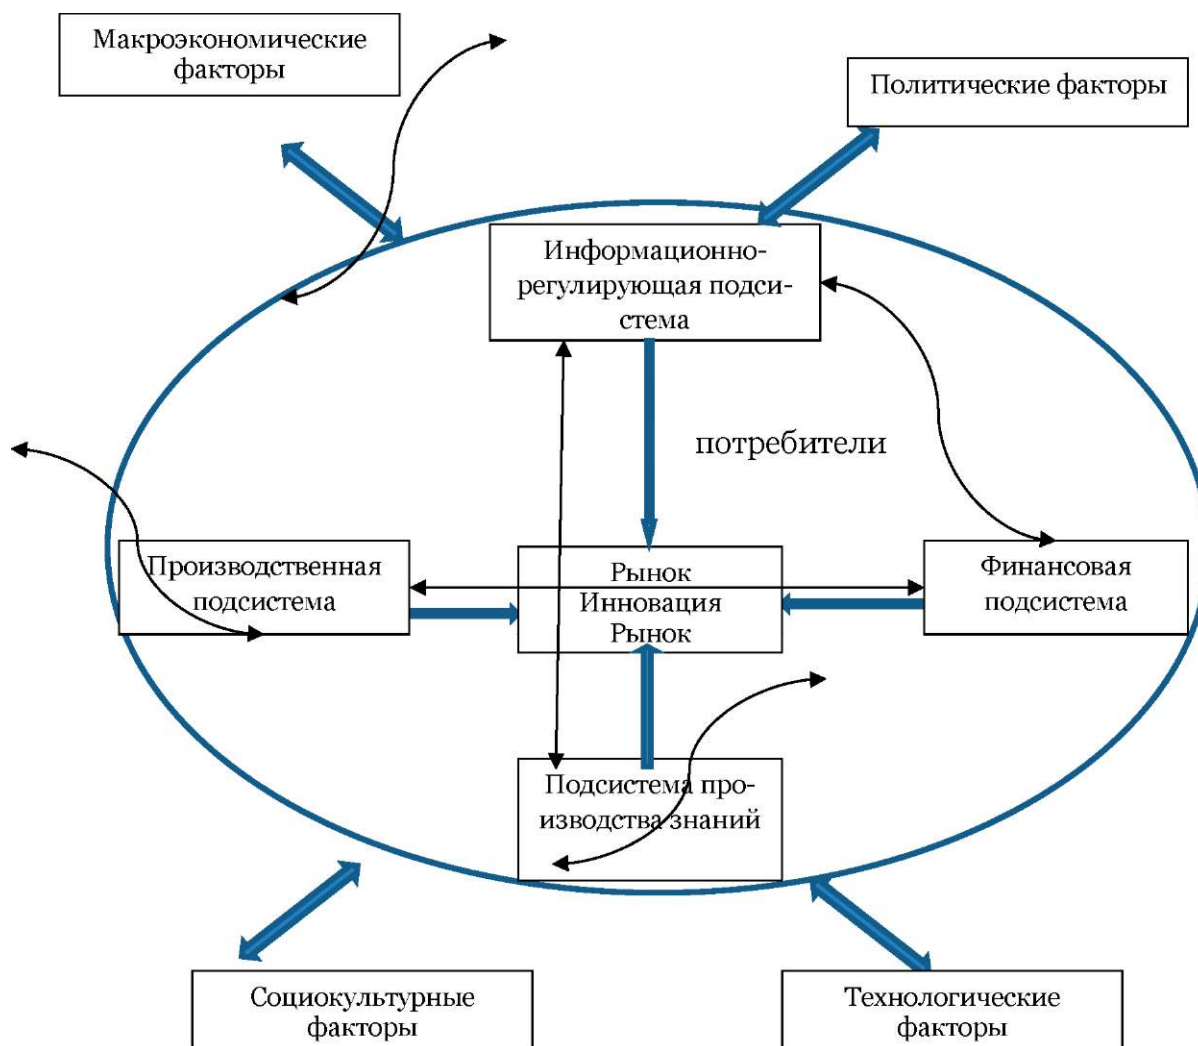 Макроэкономические
факторы
Политические факторы
Информационно-
регулирующая подси-
стема
потребители
Производственная
подсистема
Рынок
Инновация
Рынок
Финансовая
подсистема
Подсистема про-
изводства знаний
Социокультурные
факторы
Технологические
факторы